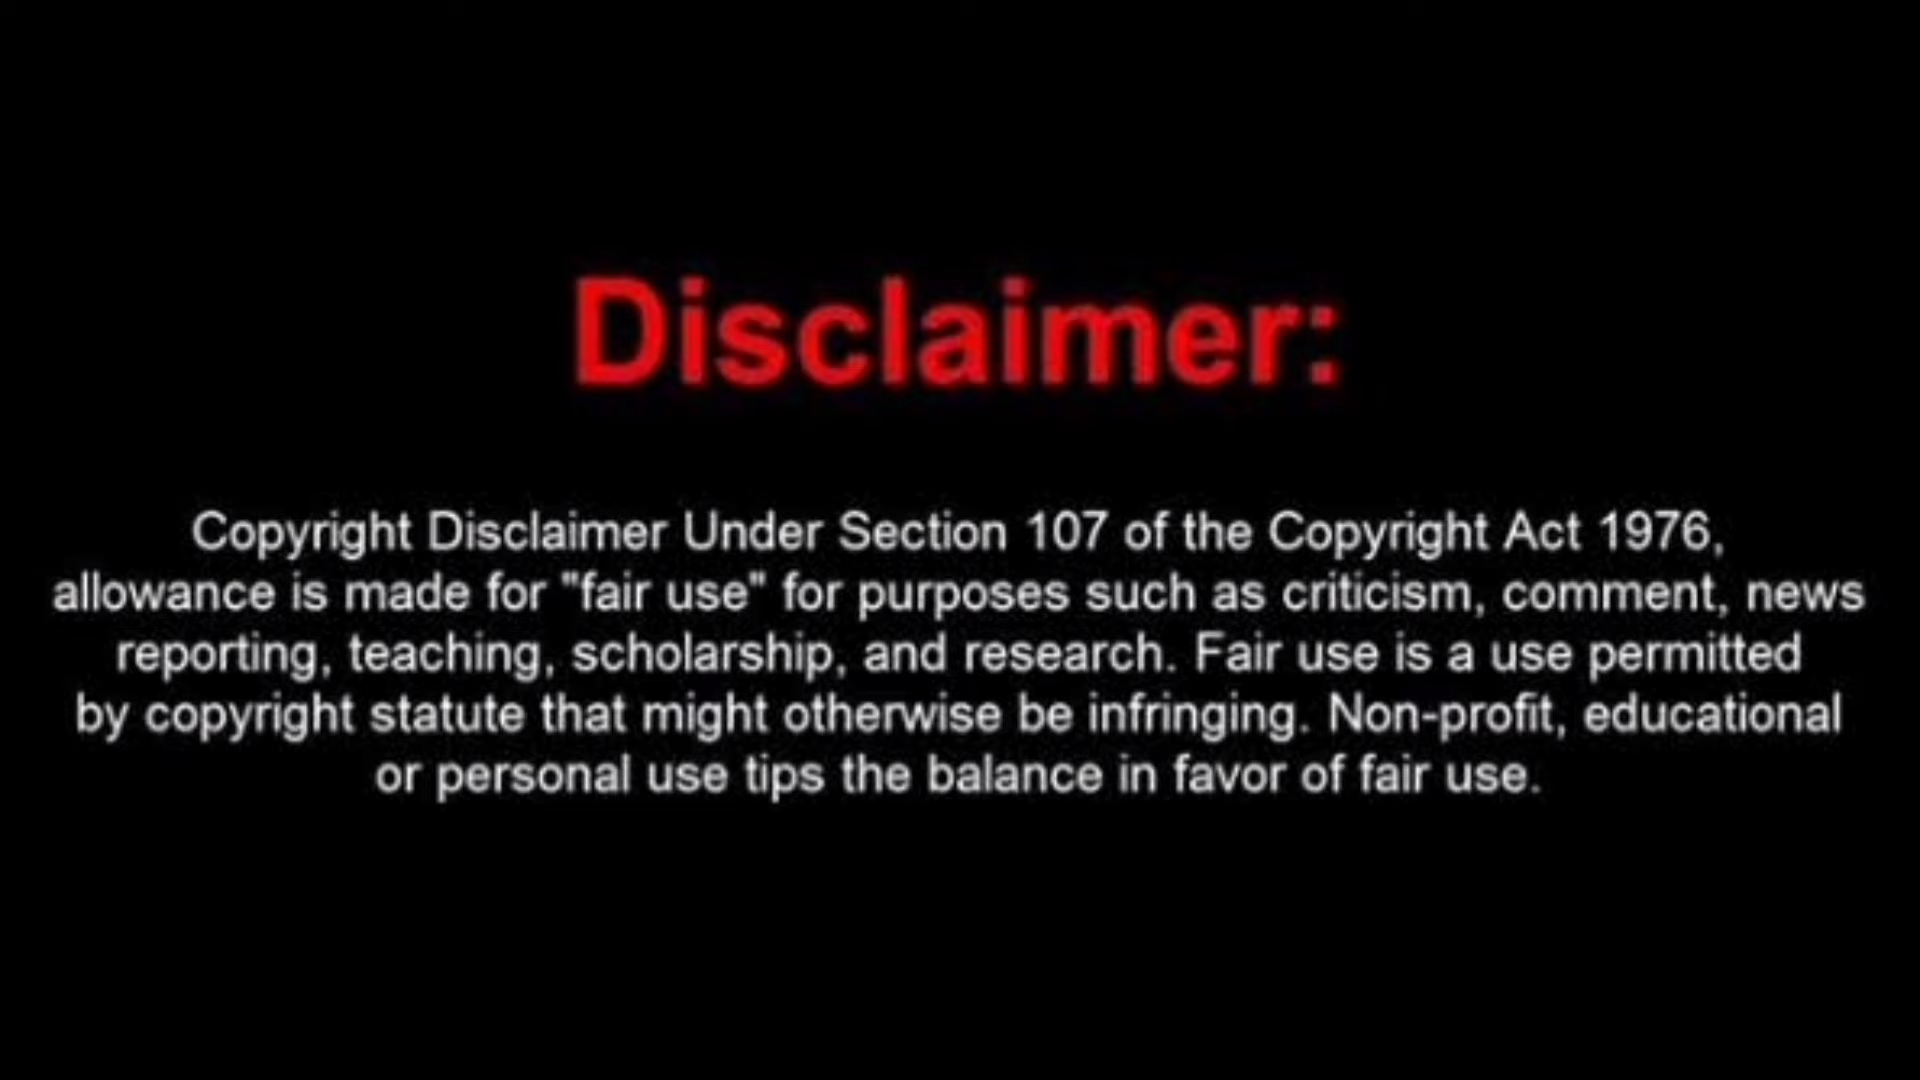 Disclaimer:
Copyright Disclaimer Under Section 107 of the Copyright Act 1976,
allowance is made for "fair use" for purposes such as criticism, comment, news
reporting, teaching, scholarship, and research. Fair use is a use permitted
by copyright statute that might otherwise be infringing. Non-profit, educational
or personal use tips the balance in favor of fair use.